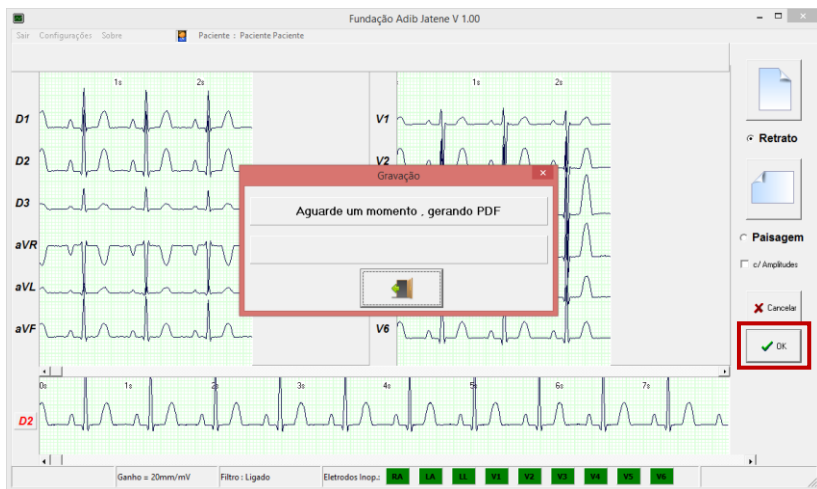 Fundação Adib Jatene V 1.00
Sair Configurações Sobre Paciente : Paciente Paciente
1s 2s 1s 2s
D1 V1
D2 V2
D3
aVR
aVL
aVF V6
Gravação
Aguarde um momento , gerando PDF
Retrato
Paisagem
c/ Amplitudes
Cancelar
OK
0s 1s 2s 3s 4s 5s 6s 7s
D2
Ganho = 20mm/mV Filtro : Ligado Eletrodos Inop.: RA LA LL V1 V2 V3 V4 V5 V6